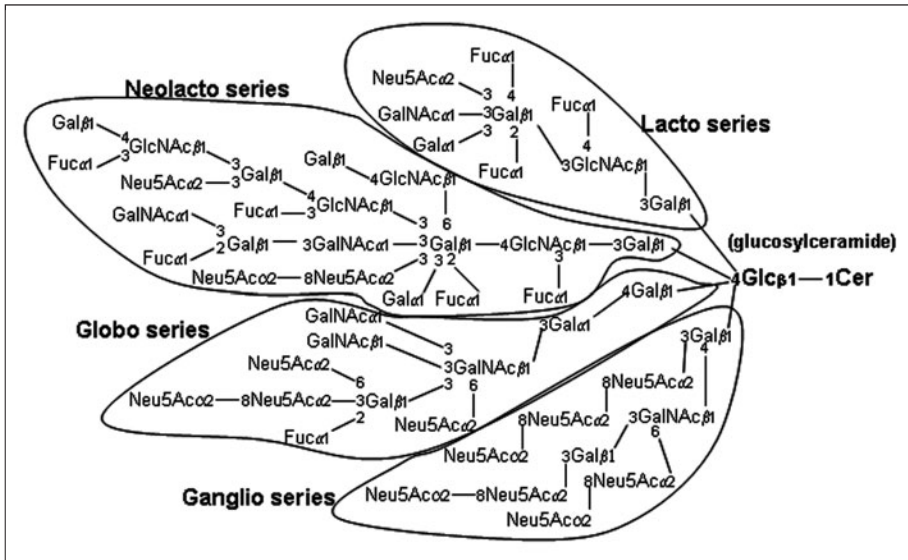 Neolacto series
Lacto series
Fucα1
Neu5Acα2
3
4
GalNAcα1—3Galβ1
Galα1
3
2
Fucα1
Fucα1
4
3GlcNAcβ1
3Galβ1
Galβ1
4
3GlcNAcβ1
Fucα1
Neu5Acα2
3
3Galβ1
Galβ1
4GlcNAcβ1
6
4
Fucα1
3GlcNAcβ1
3
GalNAcα1
3
2Galβ1
Fucα1
3GalNAcα1
3Galβ1
4GlcNAcβ1
3Galβ1
3
3
2
3
Neu5Acα2—8Neu5Acα2
Galα1
Fucα1
Fucα1
(glucosylceramide)
4Glcβ1—1Cer
4Galβ1
3Galα1
Globo series
GalNAcα1
3
GalNAcβ1
3GalNAcβ1
Neu5Acα2
6
3
6
Neu5Acα2—8Neu5Acα2—3Galβ1
2
Fucα1
Neu5Acα2
3Galβ1
4
8Neu5Acα2
3
8Neu5Acα2
Neu5Acα2
3GalNAcβ1
6
3Galβ1
8Neu5Acα2
Neu5Acα2—8Neu5Acα2
Neu5Acα2
Ganglio series